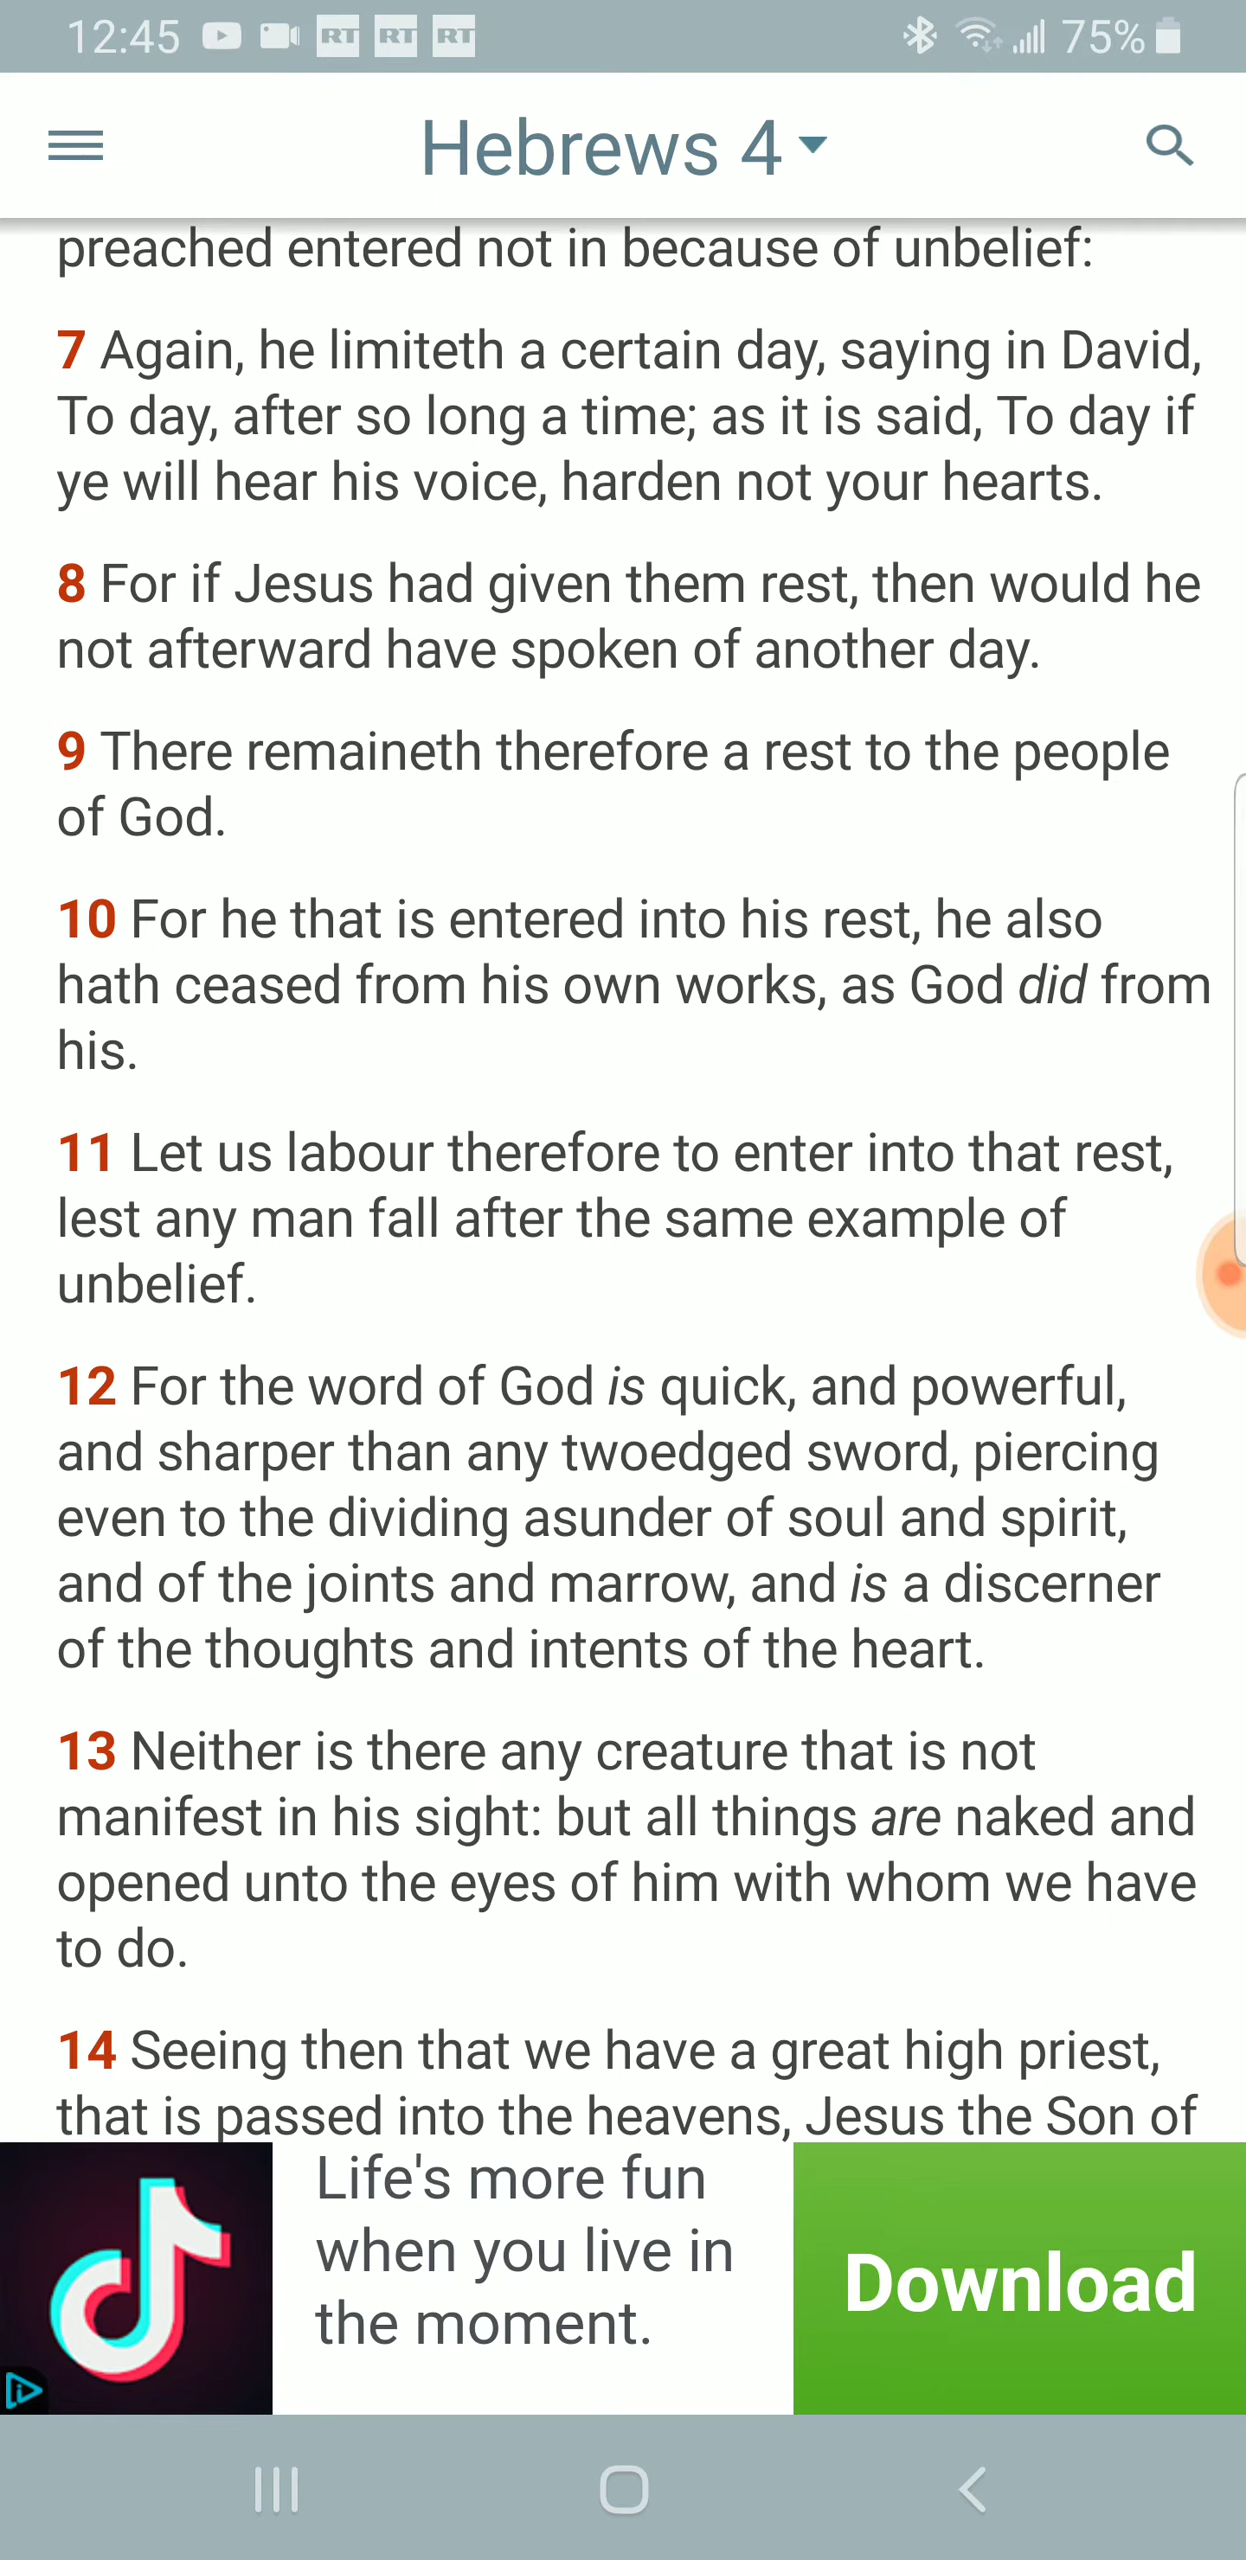 12:45 RT RT RT 75%
Hebrews 4
preached entered not in because of unbelief:
7 Again, he limiteth a certain day, saying in David,
To day, after so long a time; as it is said, To day if
ye will hear his voice, harden not your hearts.
8 For if Jesus had given them rest, then would he
not afterward have spoken of another day.
9 There remaineth therefore a rest to the people
of God.
10 For he that is entered into his rest, he also
hath ceased from his own works, as God did from
his.
11 Let us labour therefore to enter into that rest,
lest any man fall after the same example of
unbelief.
12 For the word of God is quick, and powerful,
and sharper than any twoedged sword, piercing
even to the dividing asunder of soul and spirit,
and of the joints and marrow, and is a discerner
of the thoughts and intents of the heart.
13 Neither is there any creature that is not
manifest in his sight: but all things are naked and
opened unto the eyes of him with whom we have
to do.
14 Seeing then that we have a great high priest,
that is passed into the heavens, Jesus the Son of
Life's more fun
when you live in
the moment.
Download